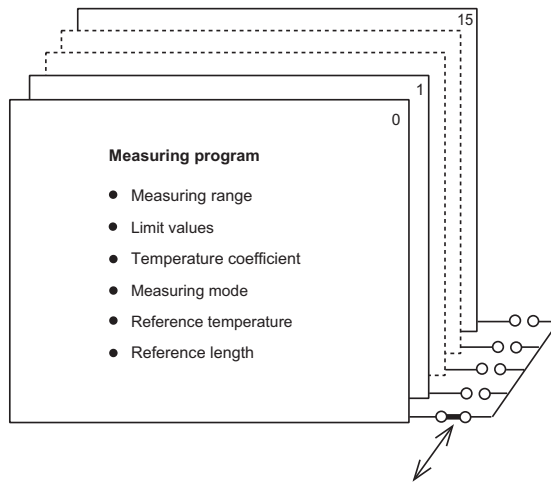 15
1
0
Measuring program
● Measuring range
● Limit values
● Temperature coefficient
● Measuring mode
● Reference temperature
● Reference length